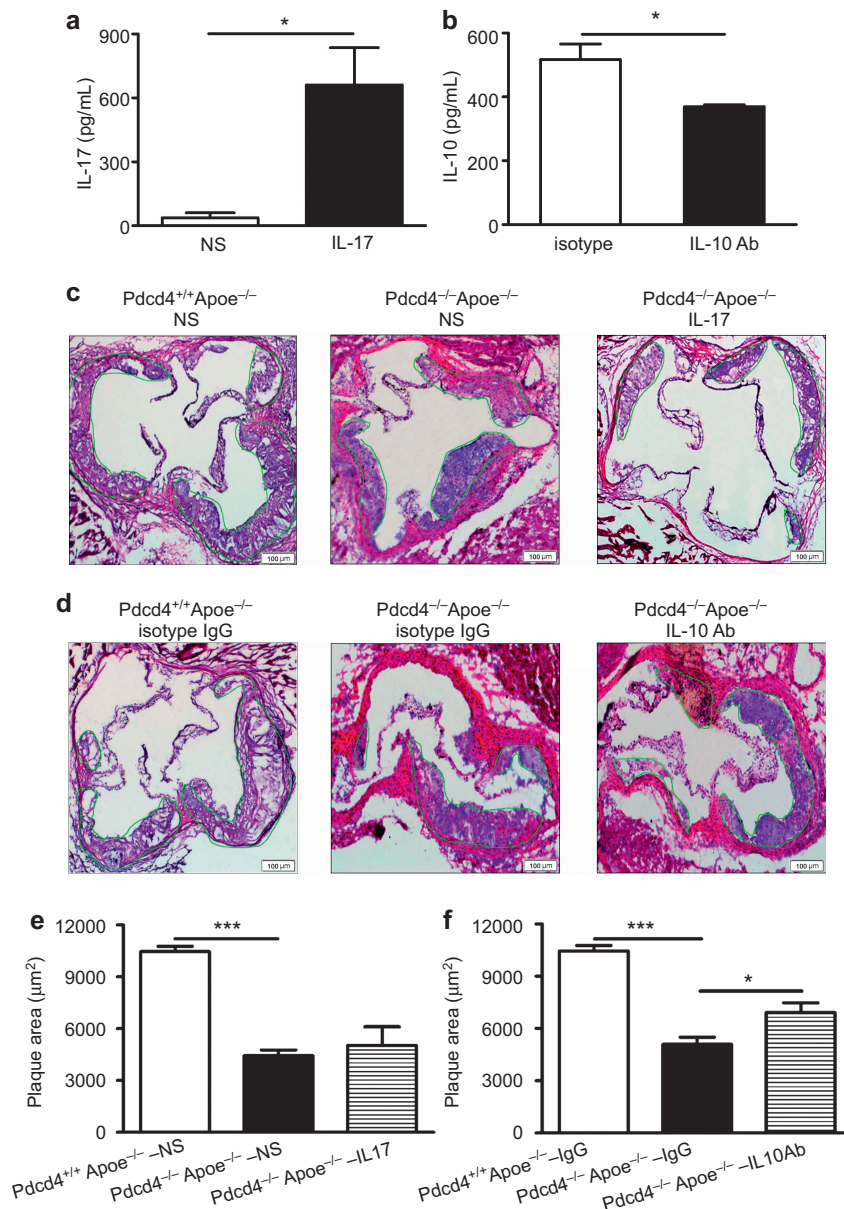 a
*
900
600
300
0
IL-17 (pg/mL)
NS
IL-17
b
*
600
400
200
0
IL-10 (pg/mL)
isotype
IL-10 Ab
c
Pdcd4+/+Apoe−/−
NS
Pdcd4−/−Apoe−/−
NS
Pdcd4−/−Apoe−/−
IL-17
100 µm
100 µm
100 µm
d
Pdcd4+/+Apoe−/−
isotype IgG
Pdcd4−/−Apoe−/−
isotype IgG
Pdcd4−/−Apoe−/−
IL-10 Ab
100 µm
100 µm
100 µm
e
***
12000
9000
6000
3000
0
Plaque area (µm²)
Pdcd4+/+ Apoe−/− –NS
Pdcd4−/− Apoe−/− –NS
Pdcd4−/− Apoe−/− –IL17
f
***
*
12000
9000
6000
3000
0
Plaque area (µm²)
Pdcd4+/+ Apoe−/−–IgG
Pdcd4−/− Apoe−/− –IgG
Pdcd4−/− Apoe−/− –IL10Ab